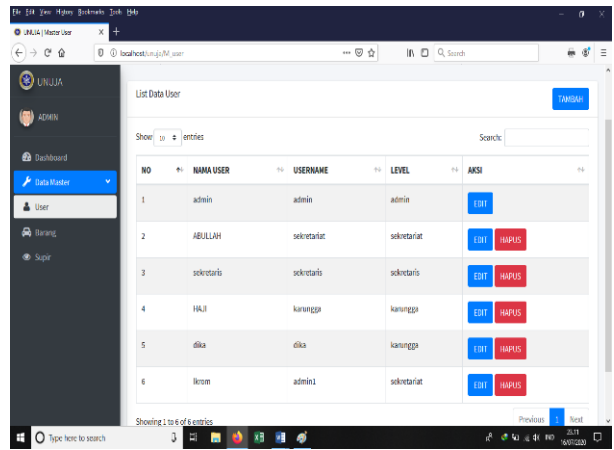 File Edit View History Bookmarks Tools Help
UNUJA | Master User
localhost/unuja/M_user
Search
UNUJA
ADMIN
Dashboard
Data Master
User
Barang
Supir
List Data User
TAMBAH
Show 10 entries
Search:
NO NAMA USER USERNAME LEVEL AKSI
1 admin admin admin EDIT
2 ABULLAH sekretariat sekretariat EDIT HAPUS
3 sekretaris sekretaris sekretaris EDIT HAPUS
4 HAJI karungga karungga EDIT HAPUS
5 dika dika karungga EDIT HAPUS
6 Ikrom admin1 sekretariat EDIT HAPUS
Showing 1 to 6 of 6 entries
Previous 1 Next
Type here to search
IND
23.11
16/07/2020